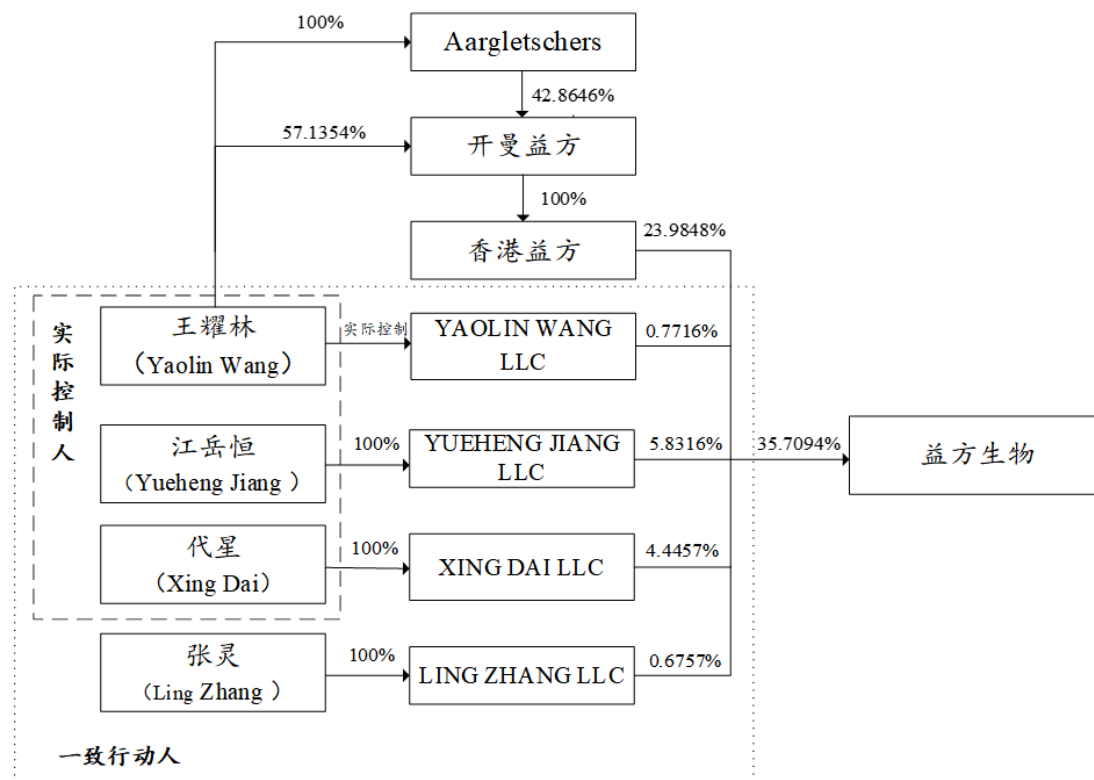 100%
Aargletschers
42.8646%
57.1354%
开曼益方
100%
香港益方
23.9848%
实际控制人
王耀林
（Yaolin Wang）
实际控制
YAOLIN WANG
LLC
0.7716%
江岳恒
（Yueheng Jiang ）
100%
YUEHENG JIANG
LLC
5.8316%
35.7094%
益方生物
代星
（Xing Dai）
100%
XING DAI LLC
4.4457%
张灵
（Ling Zhang ）
100%
LING ZHANG LLC
0.6757%
一致行动人